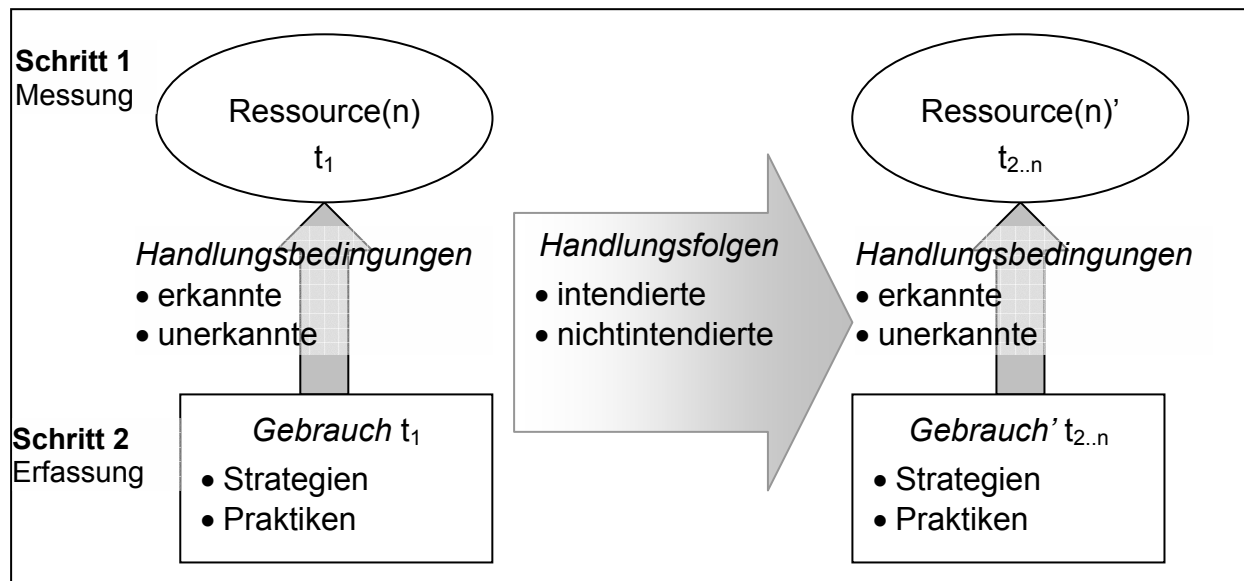 Schritt 1
Messung
Ressource(n)
t₁
Ressource(n)’
t₂..ₙ
Handlungsbedingungen
• erkannte
• unerkannte
Handlungsfolgen
• intendierte
• nichtintendierte
Handlungsbedingungen
• erkannte
• unerkannte
Schritt 2
Erfassung
Gebrauch t₁
• Strategien
• Praktiken
Gebrauch’ t₂..ₙ
• Strategien
• Praktiken